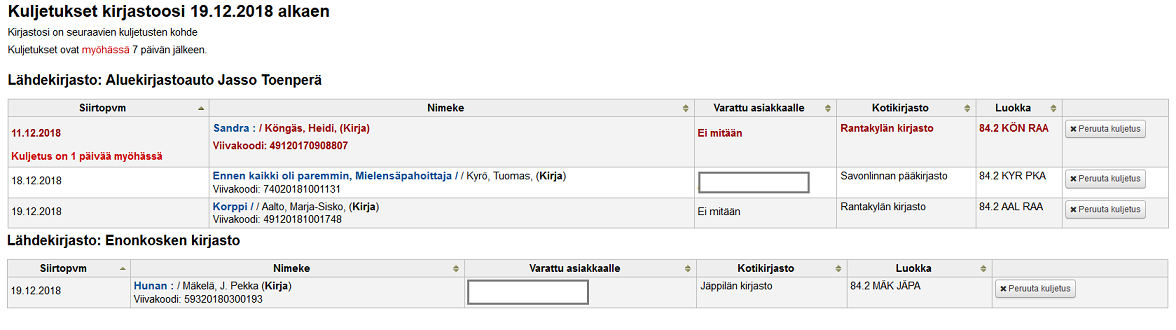 Kuljetukset kirjastoosi 19.12.2018 alkaen
Kirjastosi on seuraavien kuljetusten kohde
Kuljetukset ovat myöhässä 7 päivän jälkeen.
Lähdekirjasto: Aluekirjastoauto Jasso Toenperä
Siirtopvm Nimeke Varattu asiakkaalle Kotikirjasto Luokka
11.12.2018 Sandra : / Köngäs, Heidi, (Kirja) Ei mitään Rantakylän kirjasto 84.2 KÖN RAA Peruuta kuljetus
Viivakoodi: 49120170908807
Kuljetus on 1 päivää myöhässä
18.12.2018 Ennen kaikki oli paremmin, Mielensäpahoittaja / / Kyrö, Tuomas, (Kirja) Savonlinnan pääkirjasto 84.2 KYR PKA Peruuta kuljetus
Viivakoodi: 74020181001131
19.12.2018 Korppi / / Aalto, Marja-Sisko, (Kirja) Ei mitään Rantakylän kirjasto 84.2 AAL RAA Peruuta kuljetus
Viivakoodi: 49120181001748
Lähdekirjasto: Enonkosken kirjasto
Siirtopvm Nimeke Varattu asiakkaalle Kotikirjasto Luokka
19.12.2018 Hunan : / Mäkelä, J. Pekka (Kirja) Jäppilän kirjasto 84.2 MÄK JÄPA Peruuta kuljetus
Viivakoodi: 59320180300193